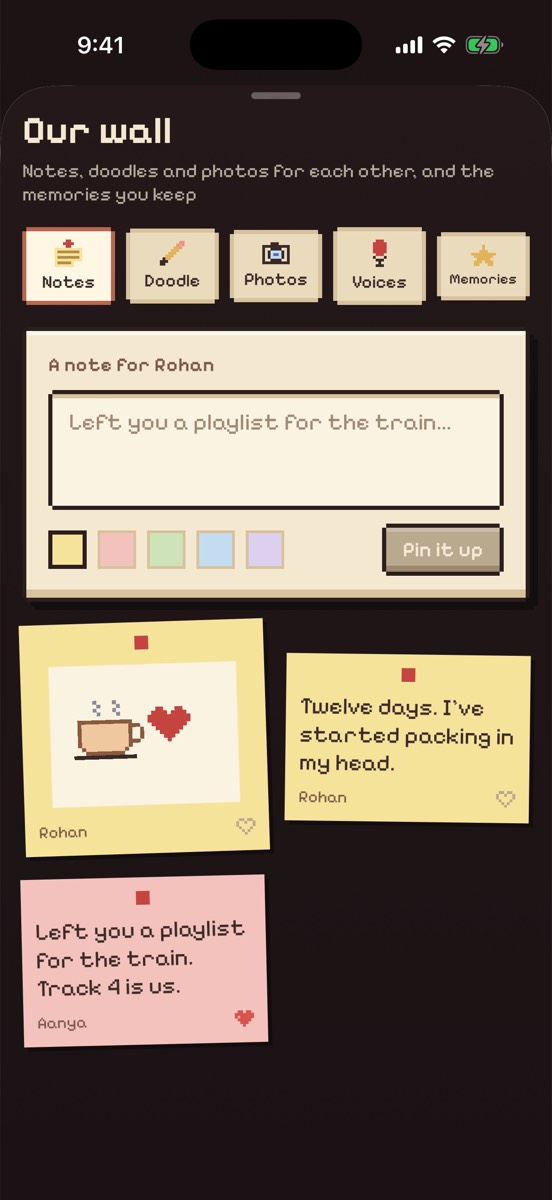 9:41
Our wall
Notes, doodles and photos for each other, and the
memories you keep
Notes
Doodle
Photos
Voices
Memories
A note for Rohan
Left you a playlist for the train...
Pin it up
Rohan
Twelve days. I've
started packing in
my head.
Rohan
Left you a playlist
for the train.
Track 4 is us.
Aanya